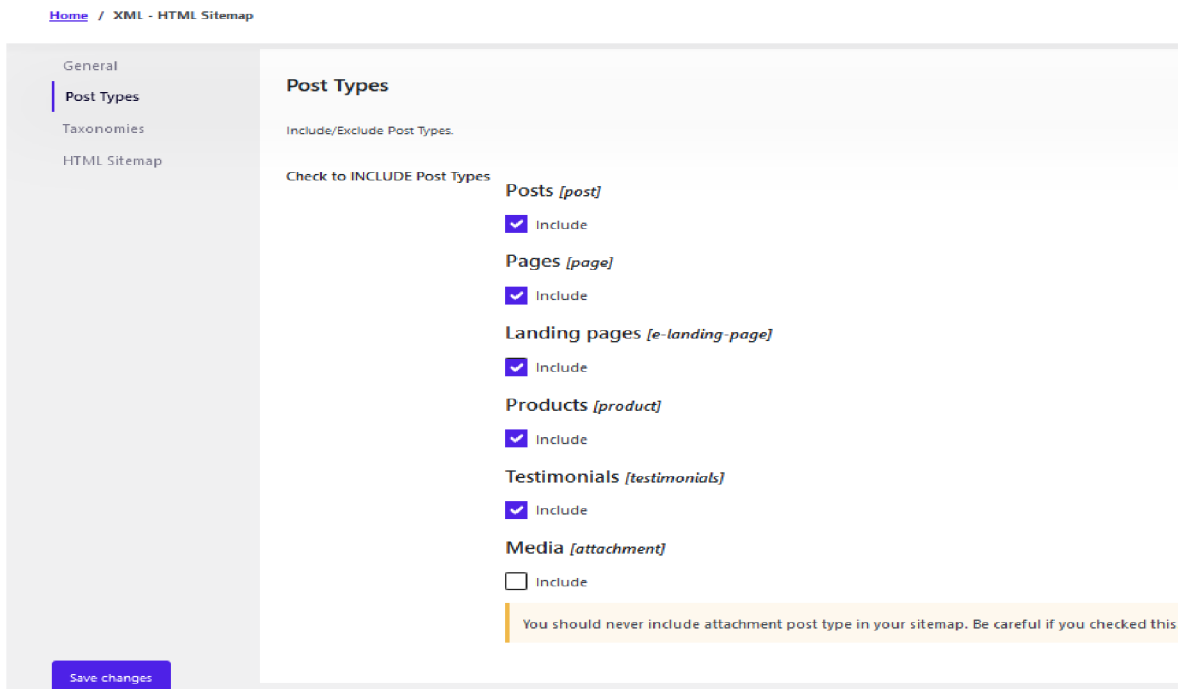 Home / XML - HTML Sitemap
General
Post Types
Taxonomies
HTML Sitemap
Post Types
Include/Exclude Post Types.
Check to INCLUDE Post Types
Posts [post]
Include
Pages [page]
Include
Landing pages [e-landing-page]
Include
Products [product]
Include
Testimonials [testimonials]
Include
Media [attachment]
Include
You should never include attachment post type in your sitemap. Be careful if you checked this
Save changes